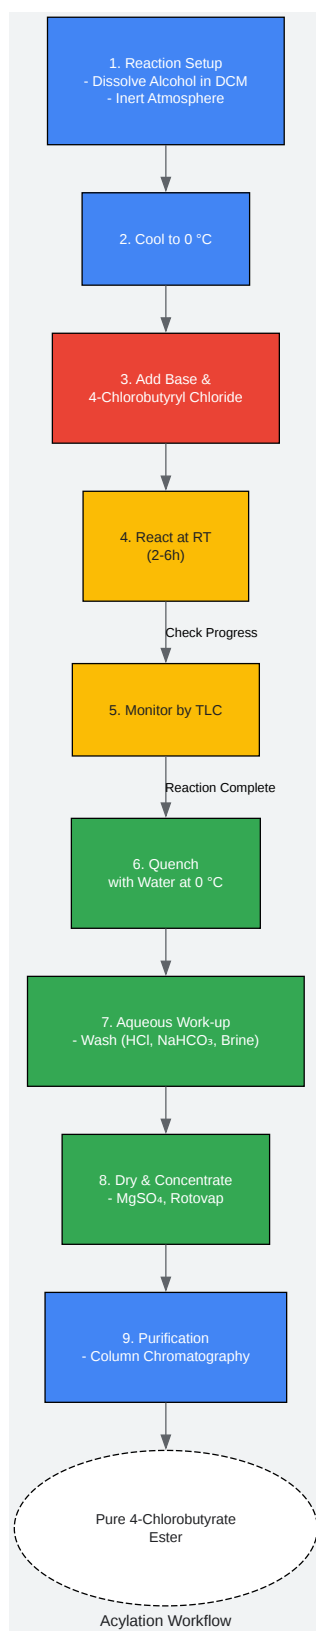 1. Reaction Setup
- Dissolve Alcohol in DCM
- Inert Atmosphere
2. Cool to 0 °C
3. Add Base &
4-Chlorobutyryl Chloride
4. React at RT
(2-6h)
Check Progress
5. Monitor by TLC
Reaction Complete
6. Quench
with Water at 0 °C
7. Aqueous Work-up
- Wash (HCl, NaHCO₃, Brine)
8. Dry & Concentrate
- MgSO₄, Rotovap
9. Purification
- Column Chromatography
Pure 4-Chlorobutyrate
Ester
Acylation Workflow